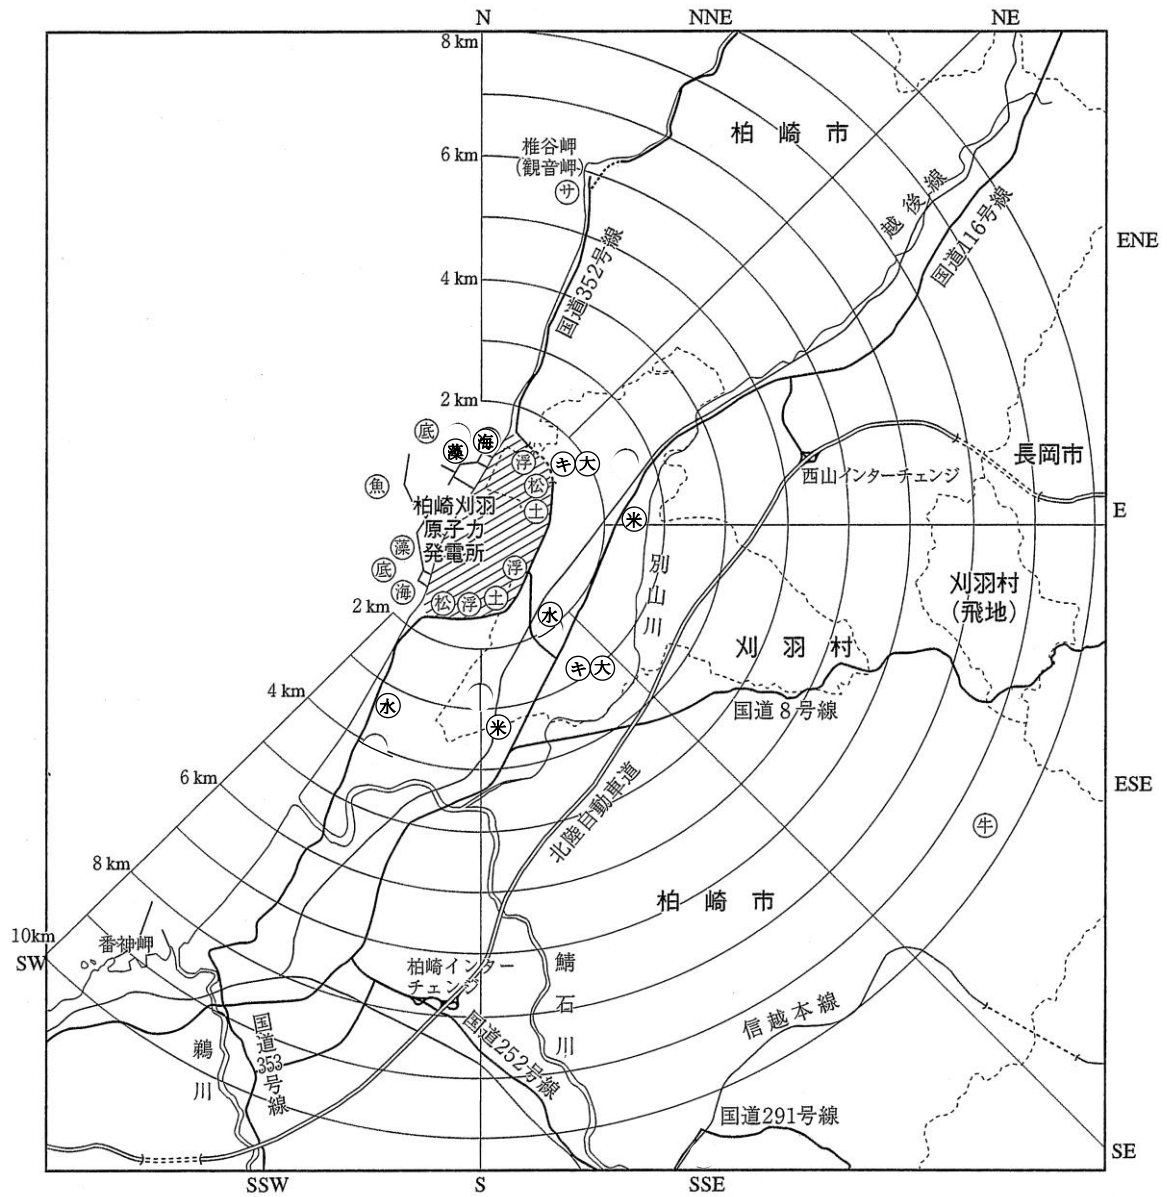 N
NNE
NE
8 km
柏崎市
椎谷岬
(観音岬)
サ
6 km
越後線
国道116号線
ENE
国道352号線
4 km
2 km
底
藻
海
浮
キ
大
長岡市
西山インターチェンジ
魚
松
柏崎刈羽
原子力
発電所
土
米
E
藻
底
海
浮
別山川
刈羽村
(飛地)
2 km
松
浮
土
水
刈羽村
キ
大
4 km
水
米
国道8号線
6 km
北陸自動車道
ESE
牛
8 km
柏崎市
10km
SW
番神岬
柏崎インター
チェンジ
鯖石川
信越本線
国道353号線
鵜川
国道252号線
国道291号線
SE
SSW
S
SSE